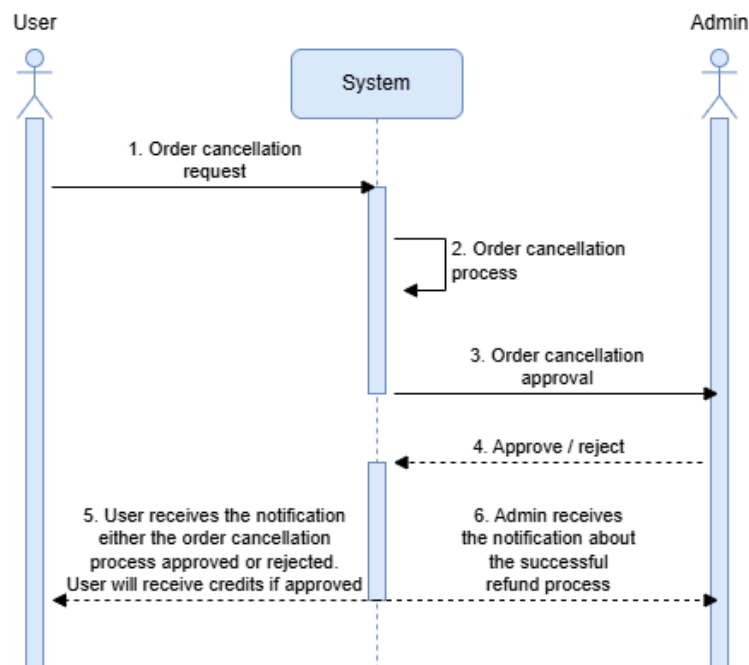 User
Admin
System
1. Order cancellation
request
2. Order cancellation
process
3. Order cancellation
approval
4. Approve / reject
5. User receives the notification
either the order cancellation
process approved or rejected.
User will receive credits if approved
6. Admin receives
the notification about
the successful
refund process